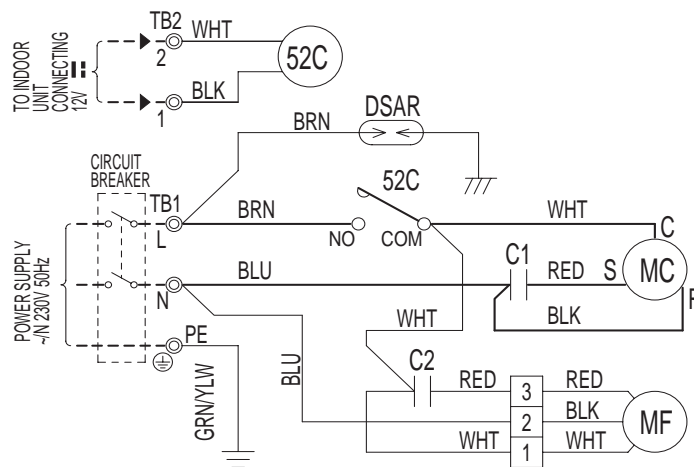 TB2
WHT
2
52C
TO INDOOR
UNIT
CONNECTING
12V
BLK
1
DSAR
BRN
CIRCUIT
BREAKER
TB1
BRN
L
52C
NO
COM
WHT
C
POWER SUPPLY
~/N 230V 50Hz
BLU
N
C1
RED
S
MC
R
BLK
PE
WHT
BLU
GRN/YLW
C2
RED
3
RED
2
BLK
MF
WHT
1
WHT